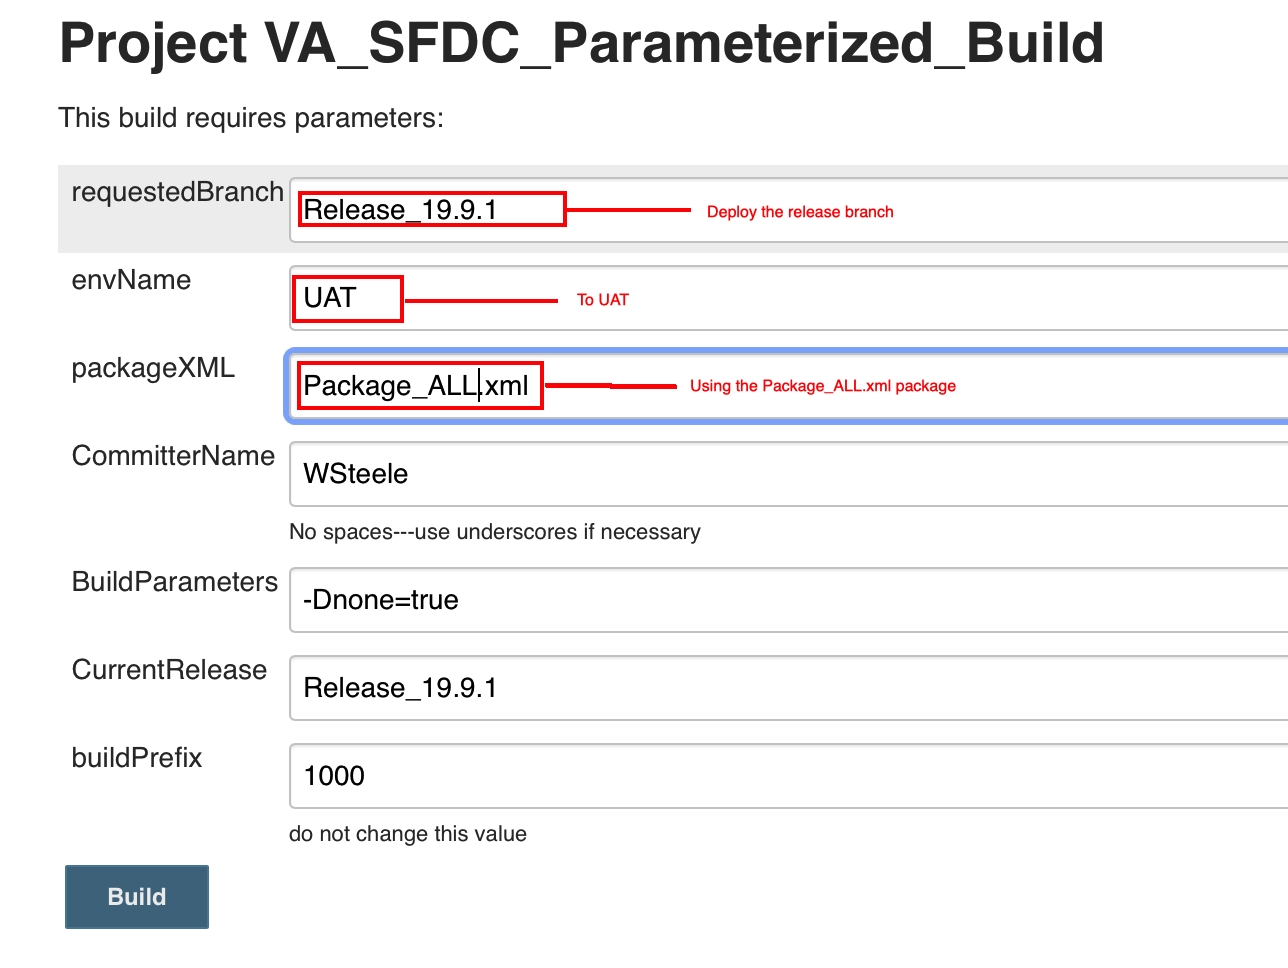 Project VA_SFDC_Parameterized_Build
This build requires parameters:
requestedBranch
Release_19.9.1
Deploy the release branch
envName
UAT
To UAT
packageXML
Package_ALL.xml
Using the Package_ALL.xml package
CommitterName
WSteele
No spaces---use underscores if necessary
BuildParameters
-Dnone=true
CurrentRelease
Release_19.9.1
buildPrefix
1000
do not change this value
Build